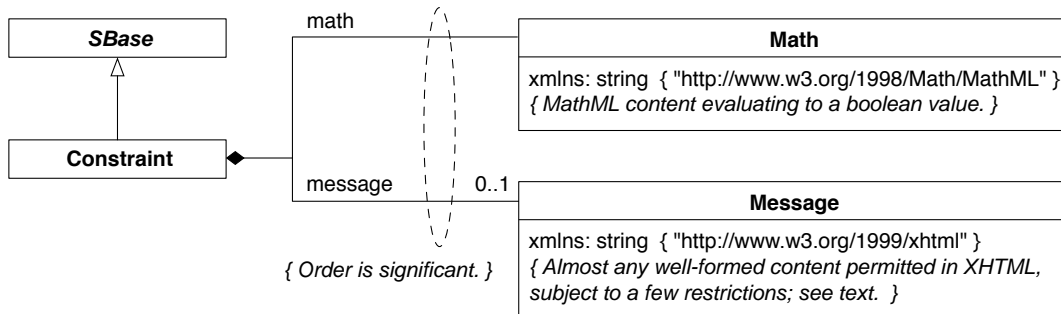 SBase
Constraint
math
message
0..1
{ Order is significant. }
Math
xmlns: string { "http://www.w3.org/1998/Math/MathML" }
{ MathML content evaluating to a boolean value. }
Message
xmlns: string { "http://www.w3.org/1999/xhtml" }
{ Almost any well-formed content permitted in XHTML,
subject to a few restrictions; see text. }